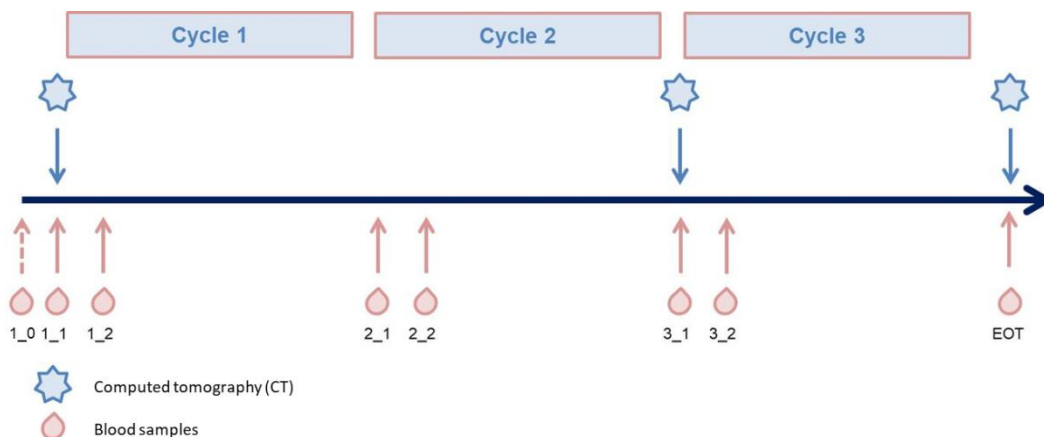 Cycle 1
Cycle 2
Cycle 3
1_0
1_1
1_2
2_1
2_2
3_1
3_2
EOT
Computed tomography (CT)
Blood samples